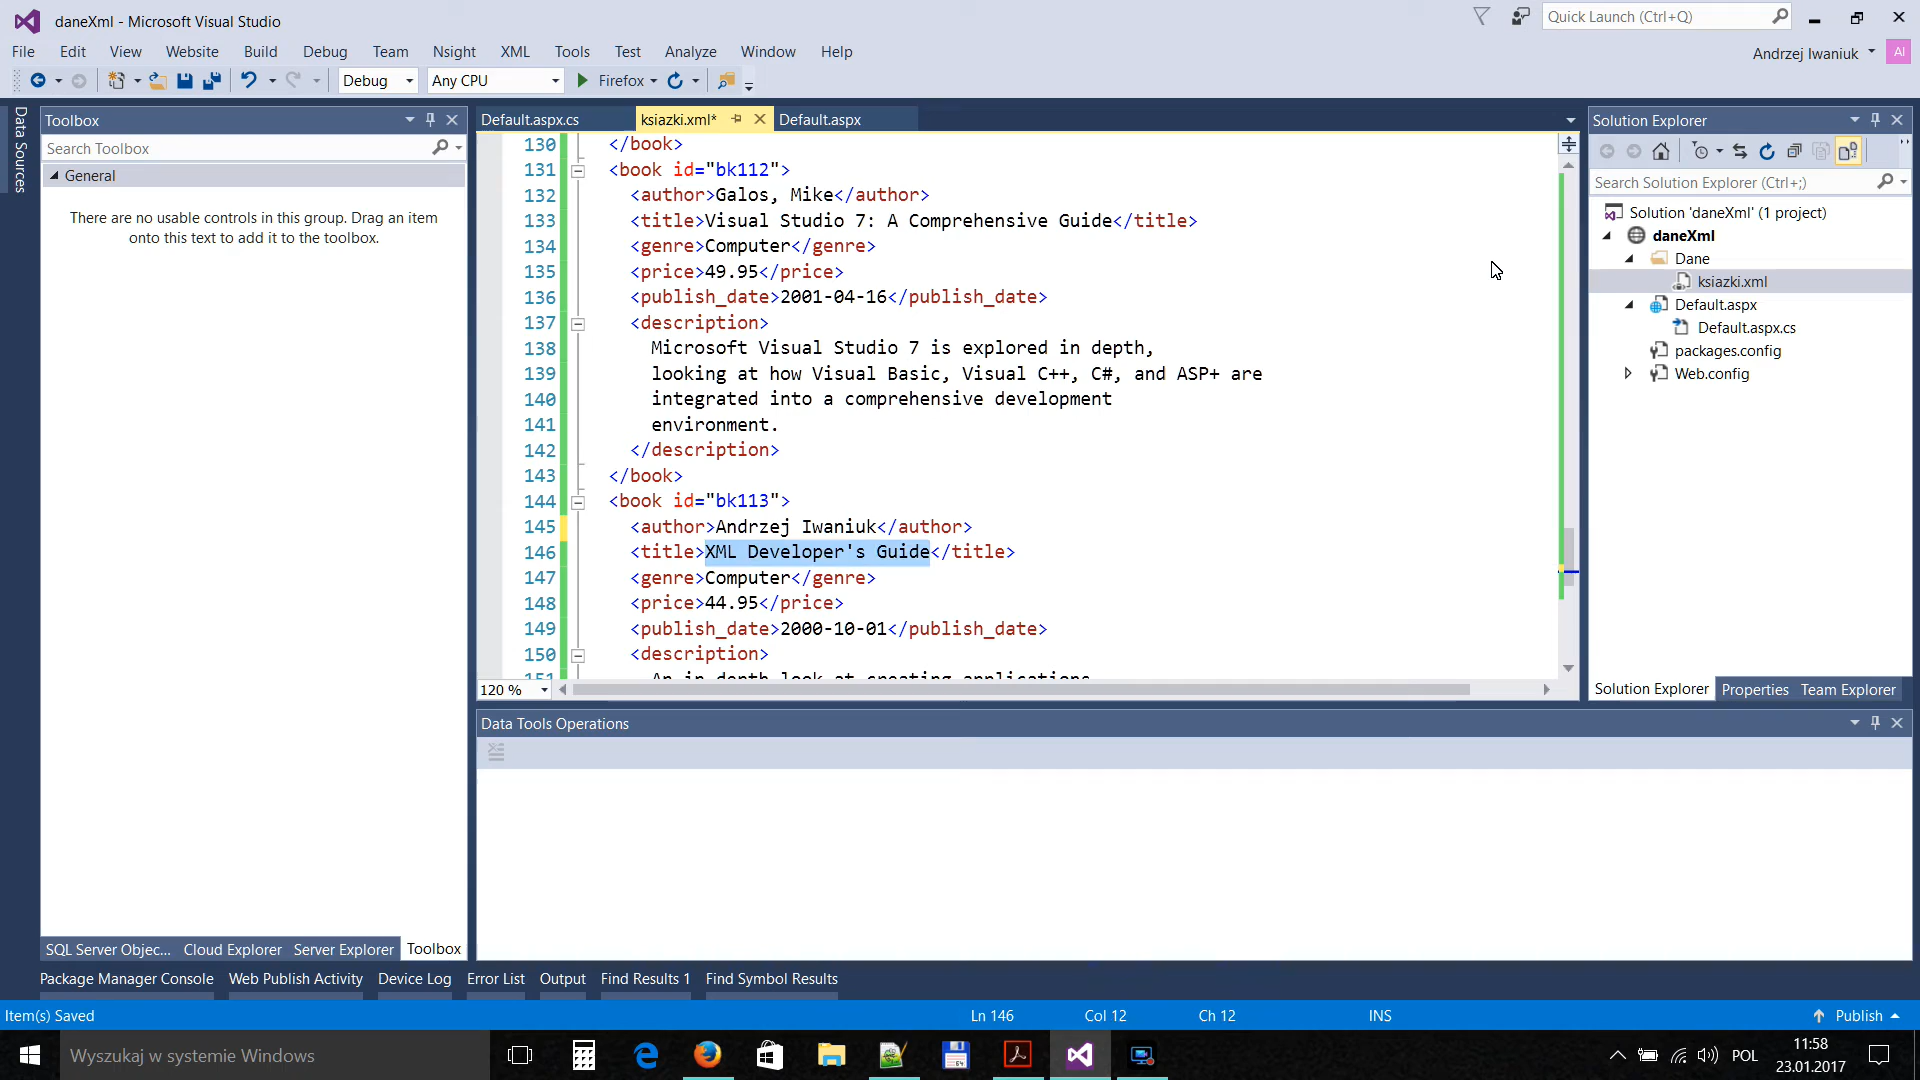 daneXml - Microsoft Visual Studio
Quick Launch (Ctrl+Q)
File Edit View Website Build Debug Team Nsight XML Tools Test Analyze Window Help
Andrzej Iwaniuk AI
Debug Any CPU Firefox
Data Sources
Toolbox
Search Toolbox
General
There are no usable controls in this group. Drag an item
onto this text to add it to the toolbox.
SQL Server Objec... Cloud Explorer Server Explorer Toolbox
Default.aspx.cs ksiazki.xml* Default.aspx
130 </book>
131 <book id="bk112">
132 <author>Galos, Mike</author>
133 <title>Visual Studio 7: A Comprehensive Guide</title>
134 <genre>Computer</genre>
135 <price>49.95</price>
136 <publish_date>2001-04-16</publish_date>
137 <description>
138 Microsoft Visual Studio 7 is explored in depth,
139 looking at how Visual Basic, Visual C++, C#, and ASP+ are
140 integrated into a comprehensive development
141 environment.
142 </description>
143 </book>
144 <book id="bk113">
145 <author>Andrzej Iwaniuk</author>
146 <title>XML Developer's Guide</title>
147 <genre>Computer</genre>
148 <price>44.95</price>
149 <publish_date>2000-10-01</publish_date>
150 <description>
151 An in-depth look at creating applications
120 %
Solution Explorer
Search Solution Explorer (Ctrl+;)
Solution 'daneXml' (1 project)
daneXml
Dane
ksiazki.xml
Default.aspx
Default.aspx.cs
packages.config
Web.config
Solution Explorer Properties Team Explorer
Data Tools Operations
Package Manager Console Web Publish Activity Device Log Error List Output Find Results 1 Find Symbol Results
Item(s) Saved Ln 146 Col 12 Ch 12 INS Publish
Wyszukaj w systemie Windows
64
POL
11:58
23.01.2017